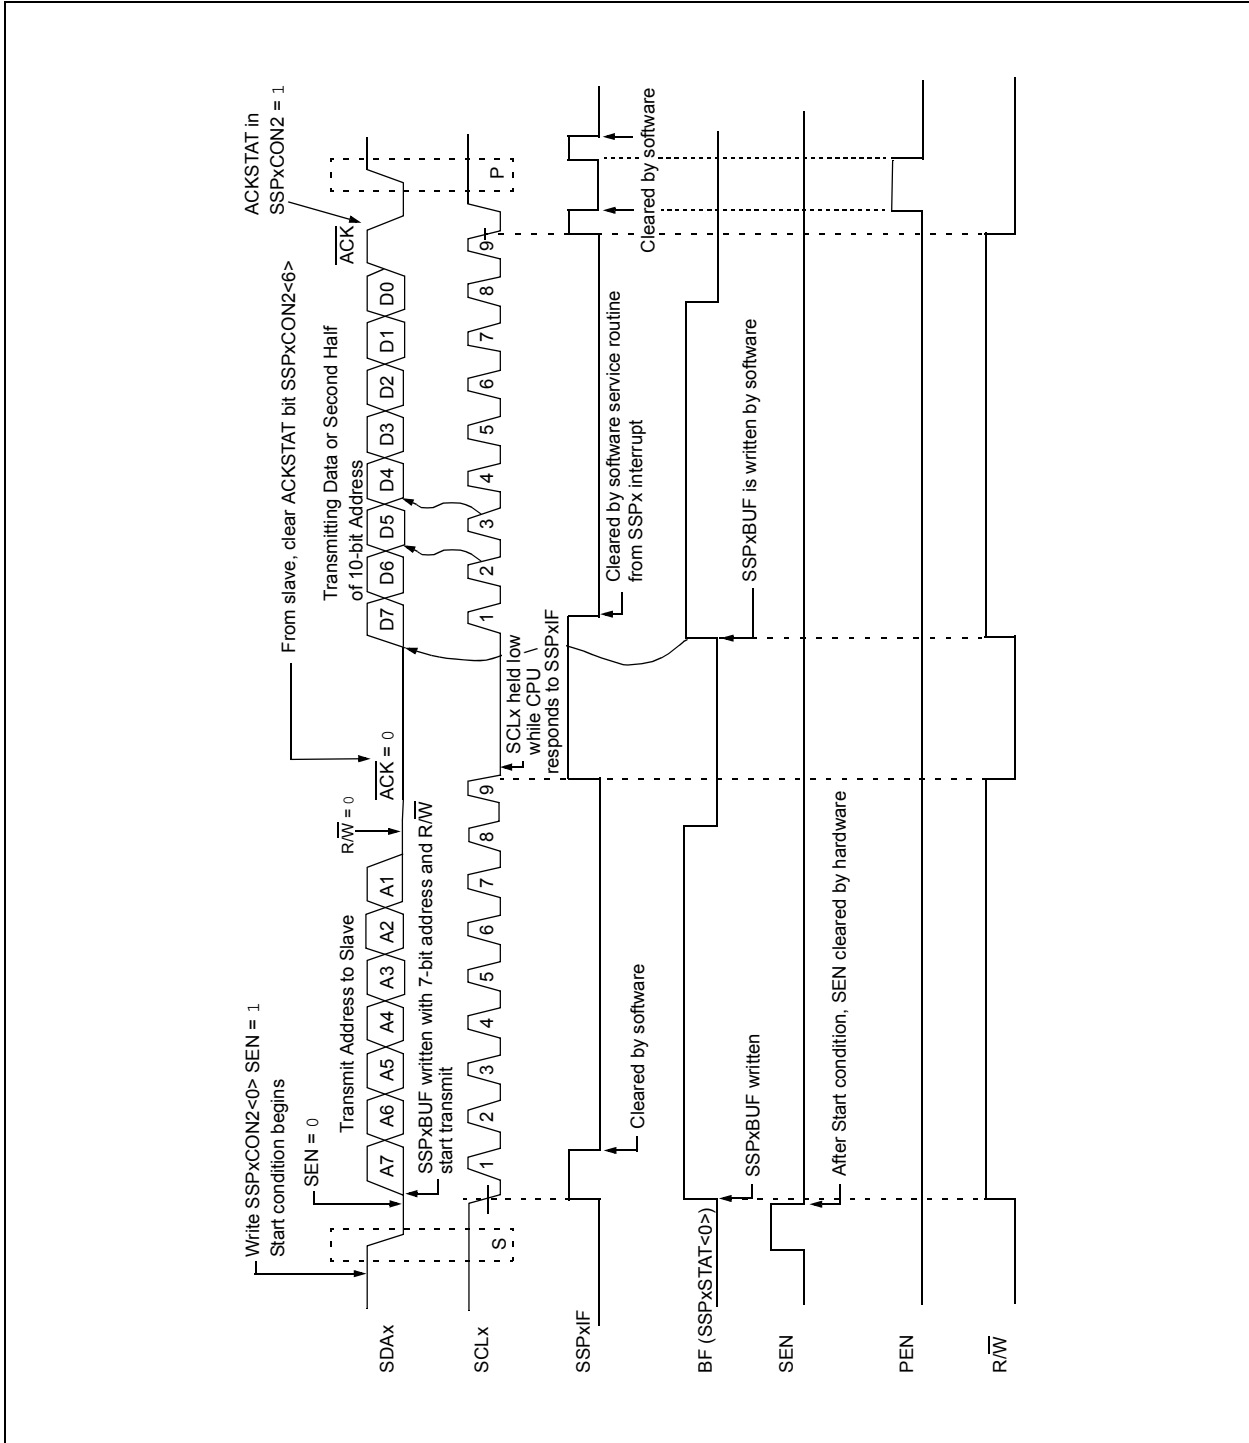 Write SSPxCON2<0> SEN = 1
Start condition begins
SEN = 0
Transmit Address to Slave
R/W = 0
From slave, clear ACKSTAT bit SSPxCON2<6>
ACK = 0
Transmitting Data or Second Half
of 10-bit Address
ACKSTAT in
SSPxCON2 = 1
ACK
SDAx
A7 A6 A5 A4 A3 A2 A1
D7 D6 D5 D4 D3 D2 D1 D0
SSPxBUF written with 7-bit address and R/W
start transmit
SCLx
S
1 2 3 4 5 6 7 8 9
1 2 3 4 5 6 7 8 9
P
SCLx held low
while CPU
responds to SSPxIF
SSPxIF
Cleared by software
Cleared by software service routine
from SSPx interrupt
Cleared by software
BF (SSPxSTAT<0>)
SSPxBUF written
SSPxBUF is written by software
SEN
After Start condition, SEN cleared by hardware
PEN
R/W